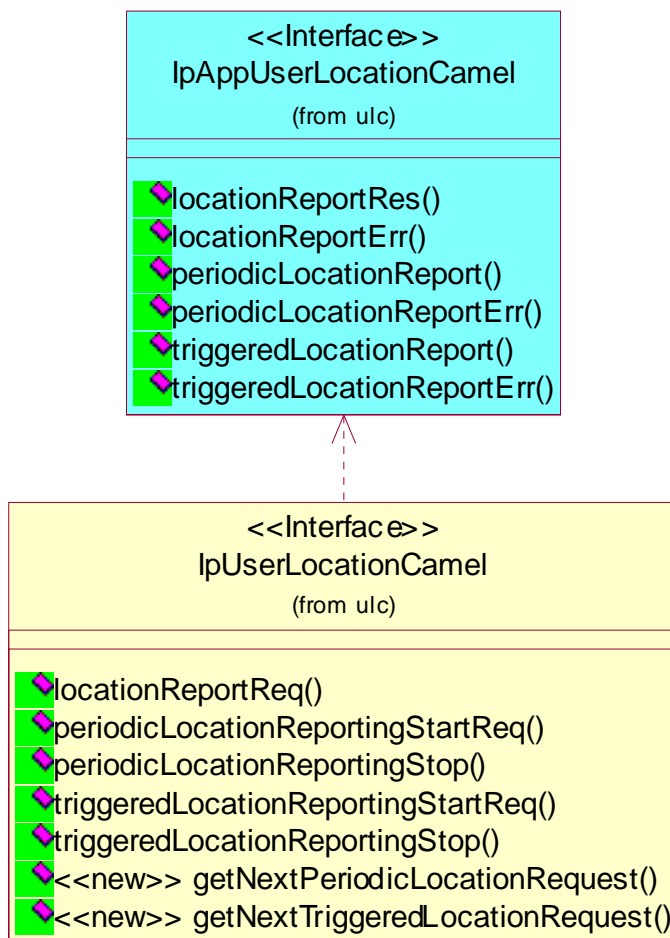 <<Interface>>
IpAppUserLocationCamel
(from ulc)
locationReportRes()
locationReportErr()
periodicLocationReport()
periodicLocationReportErr()
triggeredLocationReport()
triggeredLocationReportErr()
<<Interface>>
IpUserLocationCamel
(from ulc)
locationReportReq()
periodicLocationReportingStartReq()
periodicLocationReportingStop()
triggeredLocationReportingStartReq()
triggeredLocationReportingStop()
<<new>> getNextPeriodicLocationRequest()
<<new>> getNextTriggeredLocationRequest()